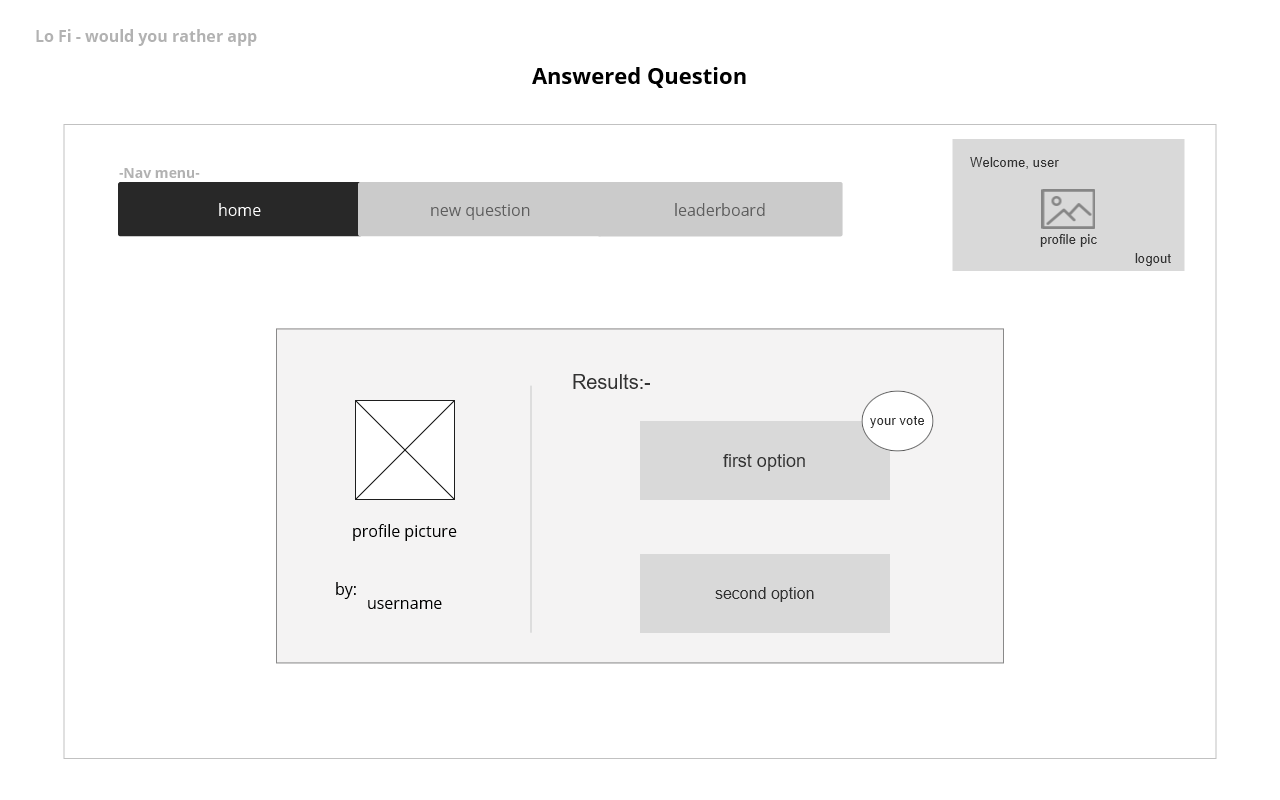 Lo Fi - would you rather app
Answered Question
-Nav menu-
home
new question
leaderboard
Welcome, user
profile pic
logout
profile picture
by:
username
Results:-
your vote
first option
second option